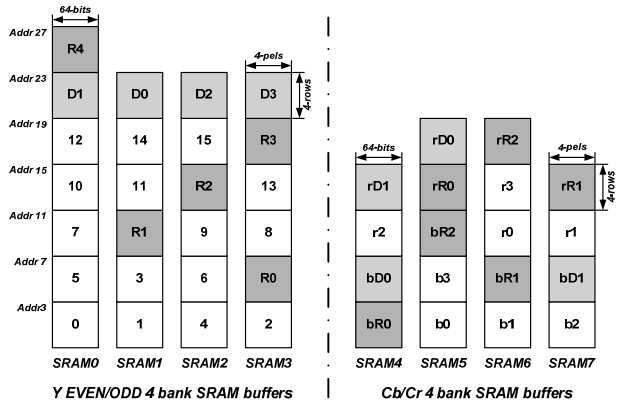 64-bits
Addr 27
R4
4-pels
Addr 23
D1 D0 D2 D3
4-rows
Addr 19
12 14 15 R3 rD0 rR2
64-bits
4-pels
Addr 15
10 11 R2 13 rD1 rR0 r3 rR1
4-rows
Addr 11
7 R1 9 8 r2 bR2 r0 r1
Addr 7
5 3 6 R0 bD0 b3 bR1 bD1
Addr3
0 1 4 2 bR0 b0 b1 b2
SRAM0 SRAM1 SRAM2 SRAM3 SRAM4 SRAM5 SRAM6 SRAM7
Y EVEN/ODD 4 bank SRAM buffers
Cb/Cr 4 bank SRAM buffers